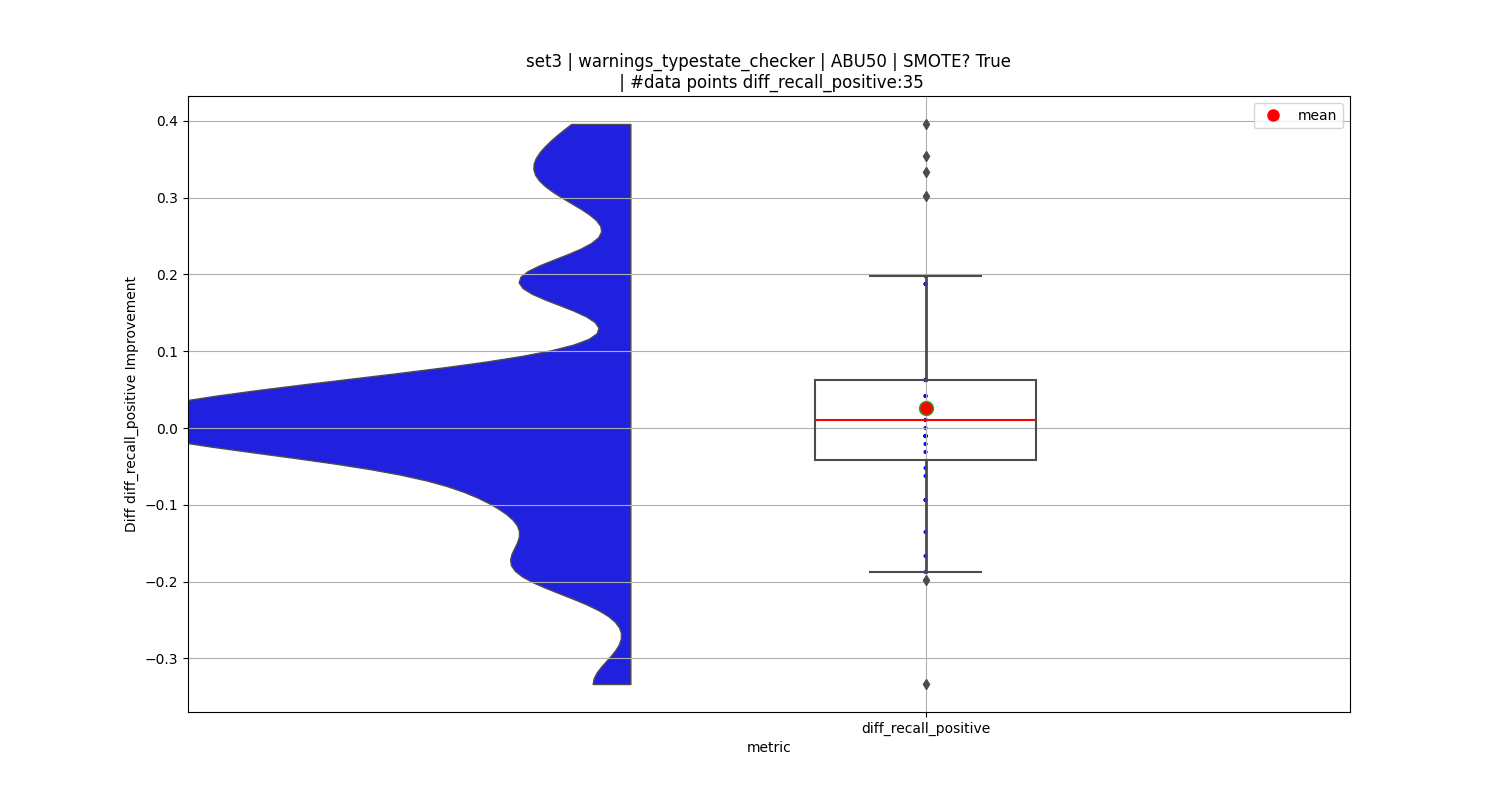 set3 | warnings_typestate_checker | ABU50 | SMOTE? True
| #data points diff_recall_positive:35
mean
0.4
0.3
0.2
0.1
0.0
−0.1
−0.2
−0.3
Diff diff_recall_positive Improvement
diff_recall_positive
metric